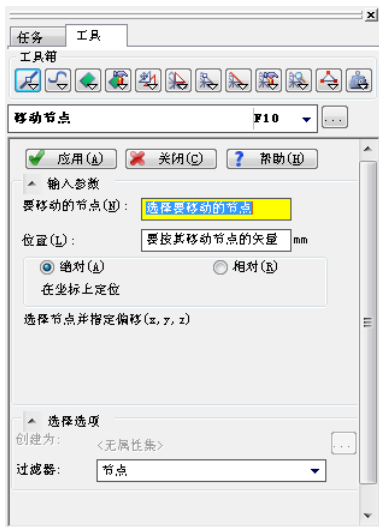 任务 工具
工具箱
移动节点 F10 ...
应用(A) 关闭(C) ? 帮助(H)
输入参数
要移动的节点(N): 选择要移动的节点
位置(L): 要按其移动节点的矢量 mm
绝对(A) 相对(R)
在坐标上定位
选择节点并指定偏移(x, y, z)
选择选项
创建为: <无属性集> ...
过滤器: 节点